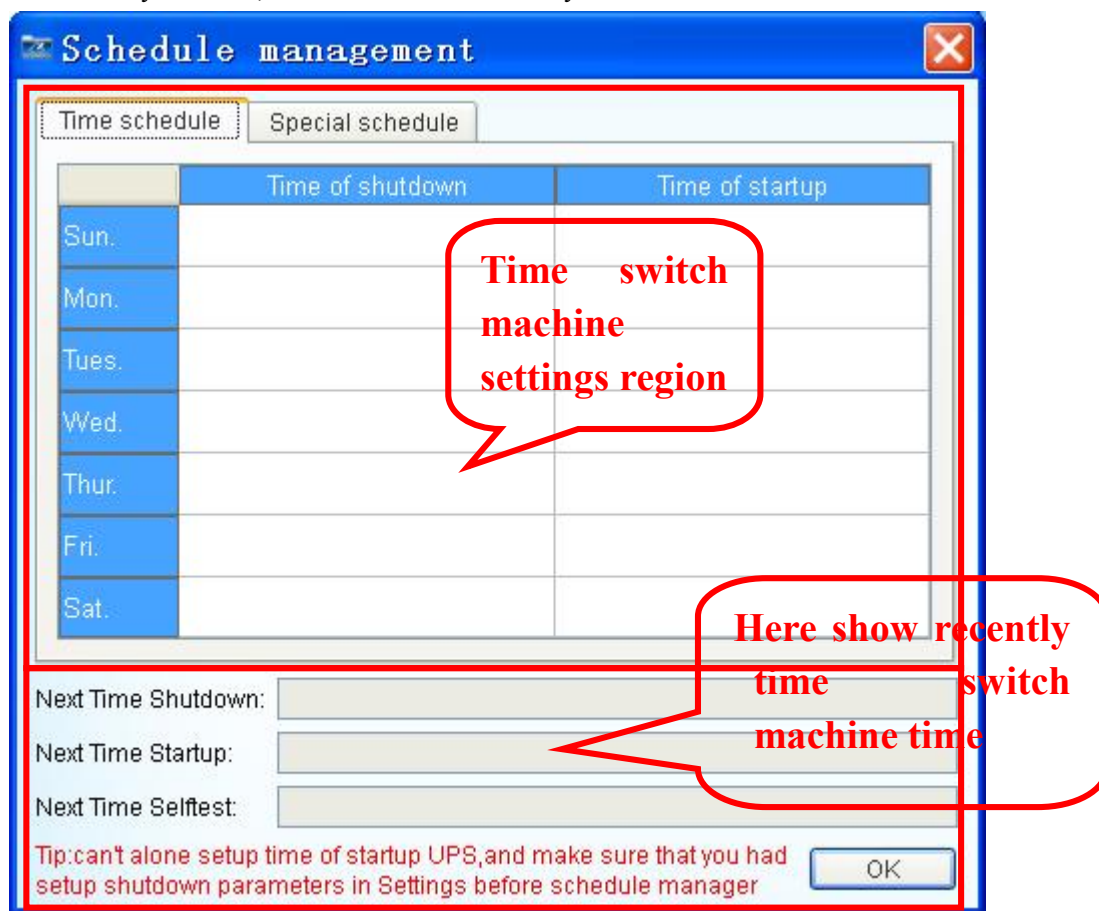 Schedule management
Time schedule Special schedule
Time of shutdown Time of startup
Sun.
Mon.
Tues.
Wed.
Thur.
Fri.
Sat.
Time switch
machine
settings region
Here show recently
time switch
machine time
Next Time Shutdown:
Next Time Startup:
Next Time Selftest:
Tip:can't alone setup time of startup UPS,and make sure that you had
setup shutdown parameters in Settings before schedule manager
OK